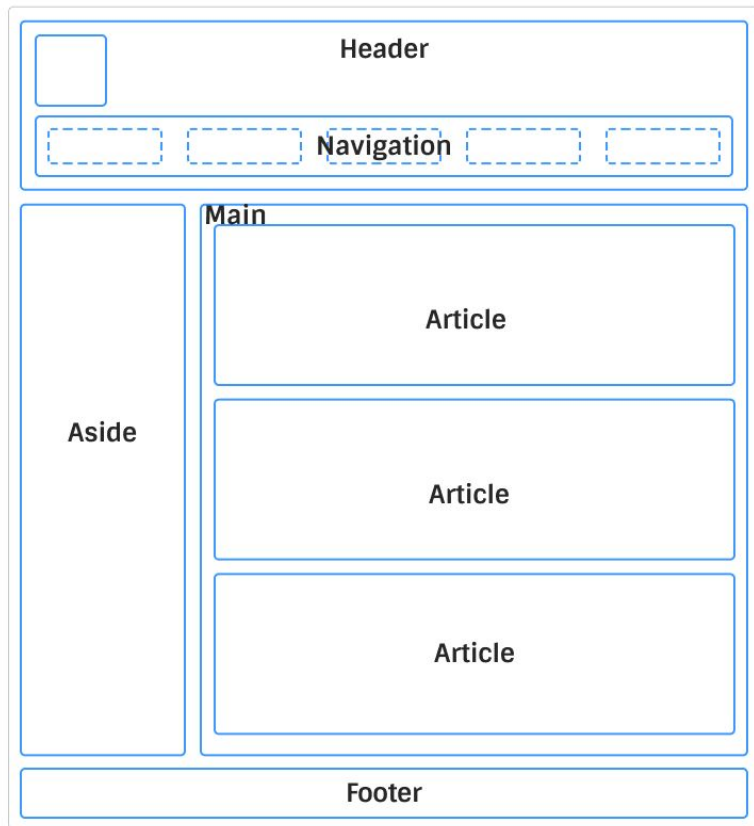 Header
Navigation
Main
Article
Aside
Article
Article
Footer